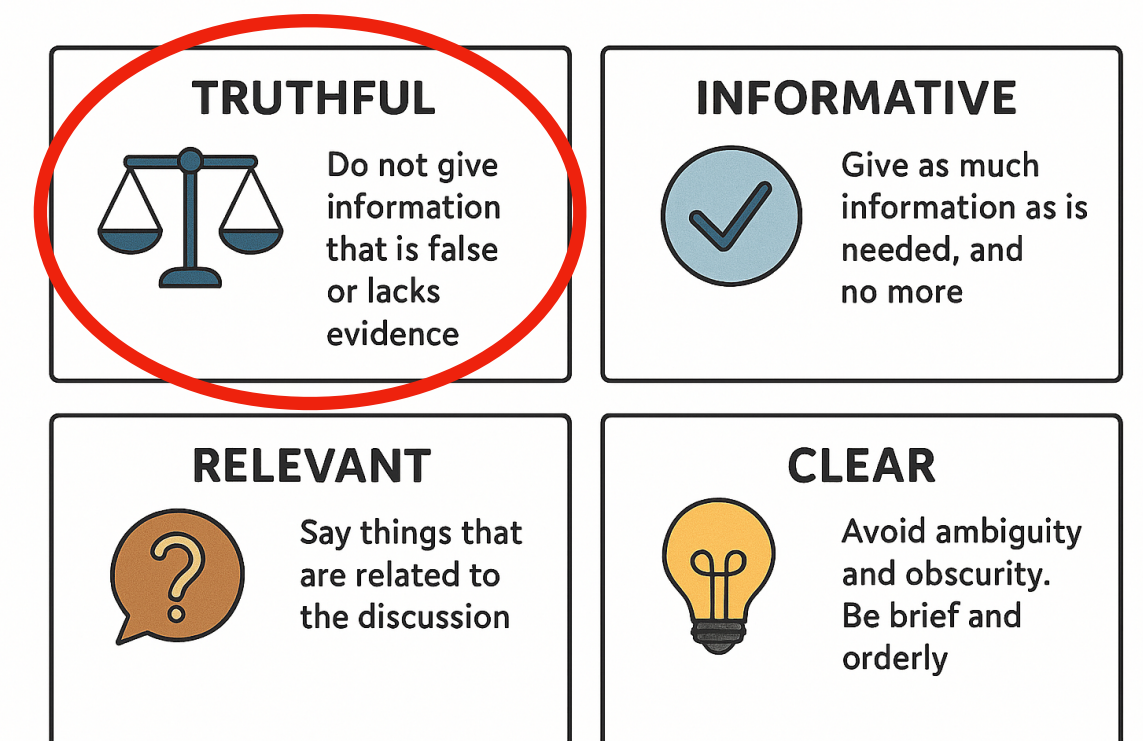 TRUTHFUL
Do not give
information
that is false
or lacks
evidence
INFORMATIVE
Give as much
information as is
needed, and
no more
RELEVANT
Say things that
are related to
the discussion
CLEAR
Avoid ambiguity
and obscurity.
Be brief and
orderly